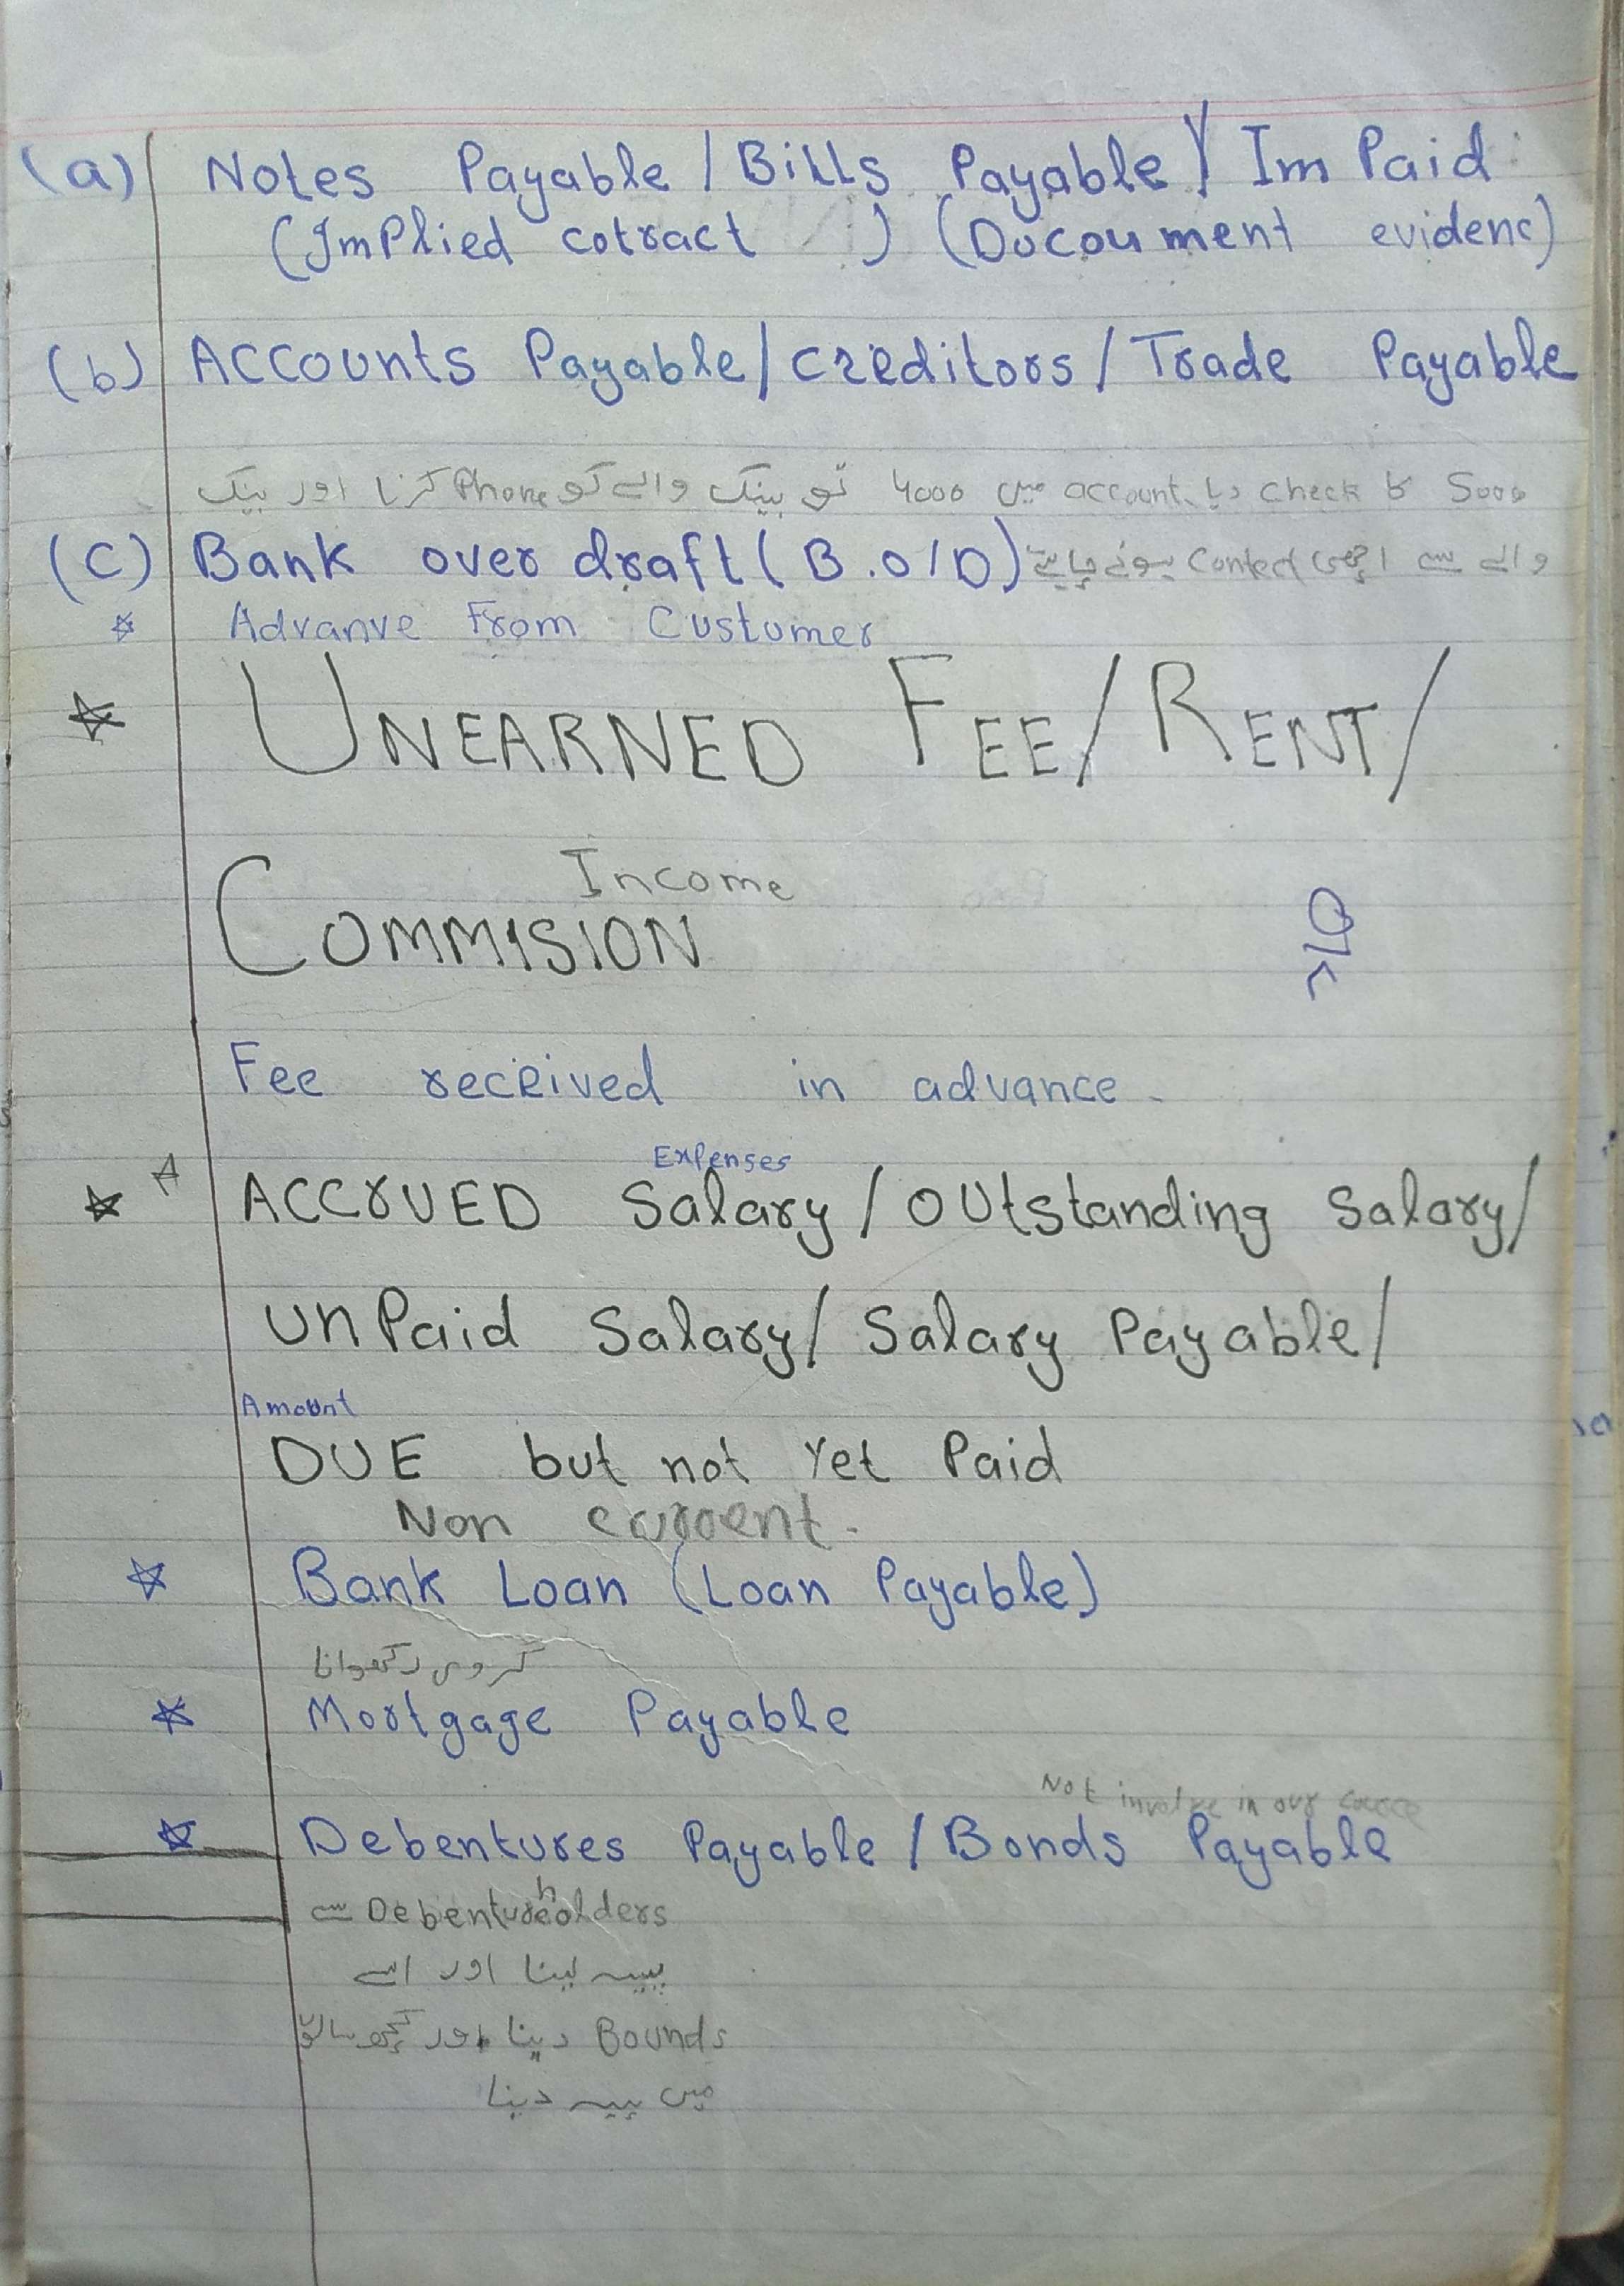 (a) Notes Payable / Bills Payable / Im Paid
(ImPlied cotract ) (Docoument evidenc)
(b) ACCOUNTS Payable / creditors / Trade Payable
5000 کا check دیا account میں 4000 تو بینک والے کو Phone کرنا اور بینک
(C) Bank over draft ( B.O/D) والے سے اچھی Contect ہونے چاہیے
☆ Advanve From Custumer
☆ UNEARNED FEE / RENT /
Income
COMMISION
Fee received in advance.
Expenses
☆ A ACCrUED Salary / OUtstanding Salary /
UnPaid Salary / Salary Payable /
Amount
DUE but not Yet Paid
Non current.
☆ Bank Loan (Loan Payable)
گروی رکھوانا
☆ Mortgage Payable
Not involve in our cource
☆ Debentures Payable / Bonds Payable
Debentureholders سے
پیسہ لینا اور اسے
Bounds دینا اور کچھ سالوں
میں پیسہ دینا